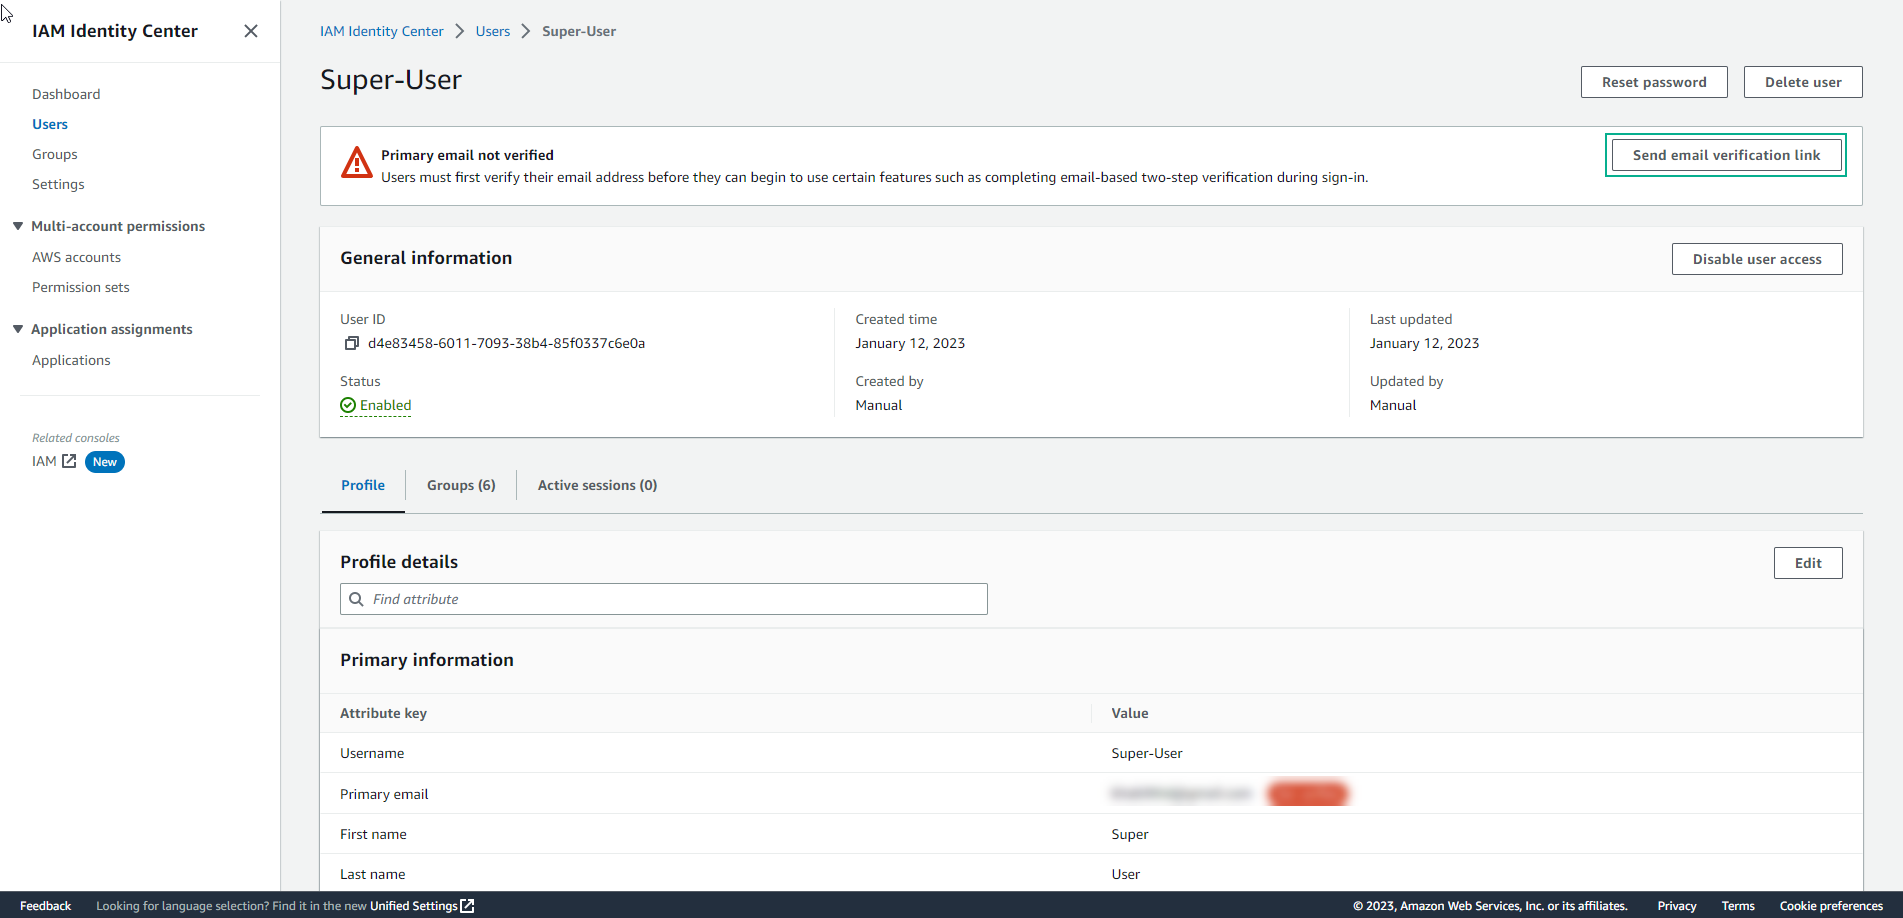 IAM Identity Center
Dashboard
Users
Groups
Settings
Multi-account permissions
AWS accounts
Permission sets
Application assignments
Applications
Related consoles
IAM New
IAM Identity Center Users Super-User
Super-User
Reset password Delete user
Primary email not verified
Users must first verify their email address before they can begin to use certain features such as completing email-based two-step verification during sign-in.
Send email verification link
General information
Disable user access
User ID
d4e83458-6011-7093-38b4-85f0337c6e0a
Status
Enabled
Created time
January 12, 2023
Created by
Manual
Last updated
January 12, 2023
Updated by
Manual
Profile Groups (6) Active sessions (0)
Profile details
Edit
Find attribute
Primary information
Attribute key Value
Username Super-User
Primary email
First name Super
Last name User
Feedback Looking for language selection? Find it in the new Unified Settings © 2023, Amazon Web Services, Inc. or its affiliates. Privacy Terms Cookie preferences